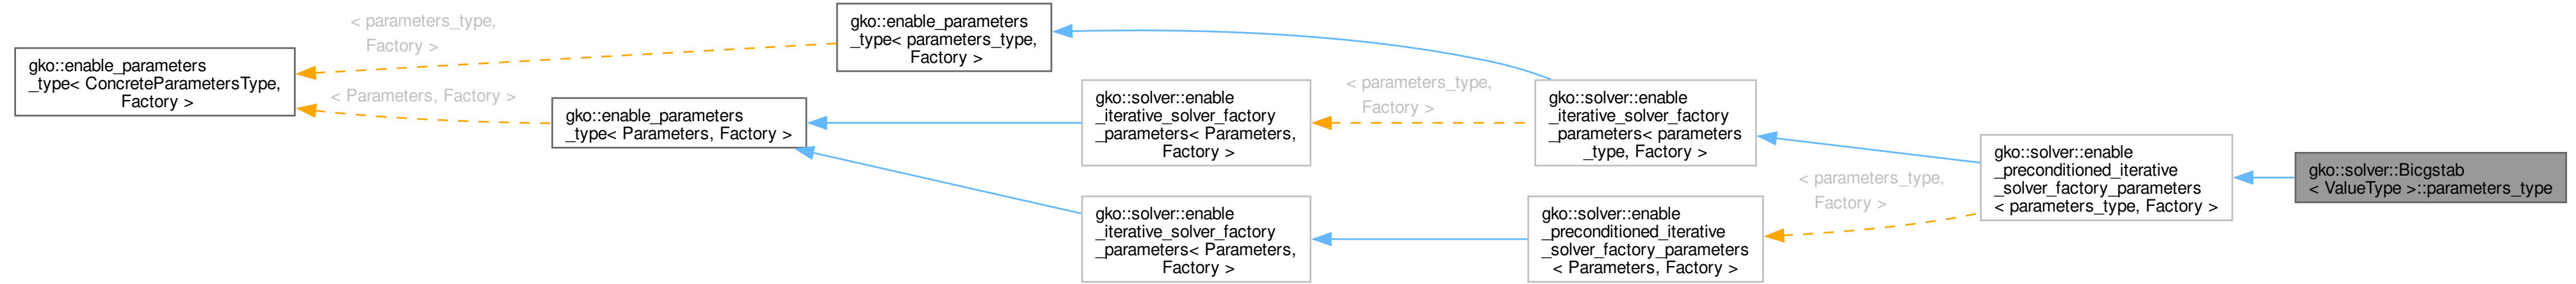 gko::enable_parameters
_type< ConcreteParametersType,
Factory >
< parameters_type,
Factory >
< Parameters, Factory >
gko::enable_parameters
_type< parameters_type,
Factory >
gko::enable_parameters
_type< Parameters, Factory >
gko::solver::enable
_iterative_solver_factory
_parameters< Parameters,
Factory >
gko::solver::enable
_iterative_solver_factory
_parameters< Parameters,
Factory >
< parameters_type,
Factory >
gko::solver::enable
_iterative_solver_factory
_parameters< parameters
_type, Factory >
gko::solver::enable
_preconditioned_iterative
_solver_factory_parameters
< Parameters, Factory >
< parameters_type,
Factory >
gko::solver::enable
_preconditioned_iterative
_solver_factory_parameters
< parameters_type, Factory >
gko::solver::Bicgstab
< ValueType >::parameters_type